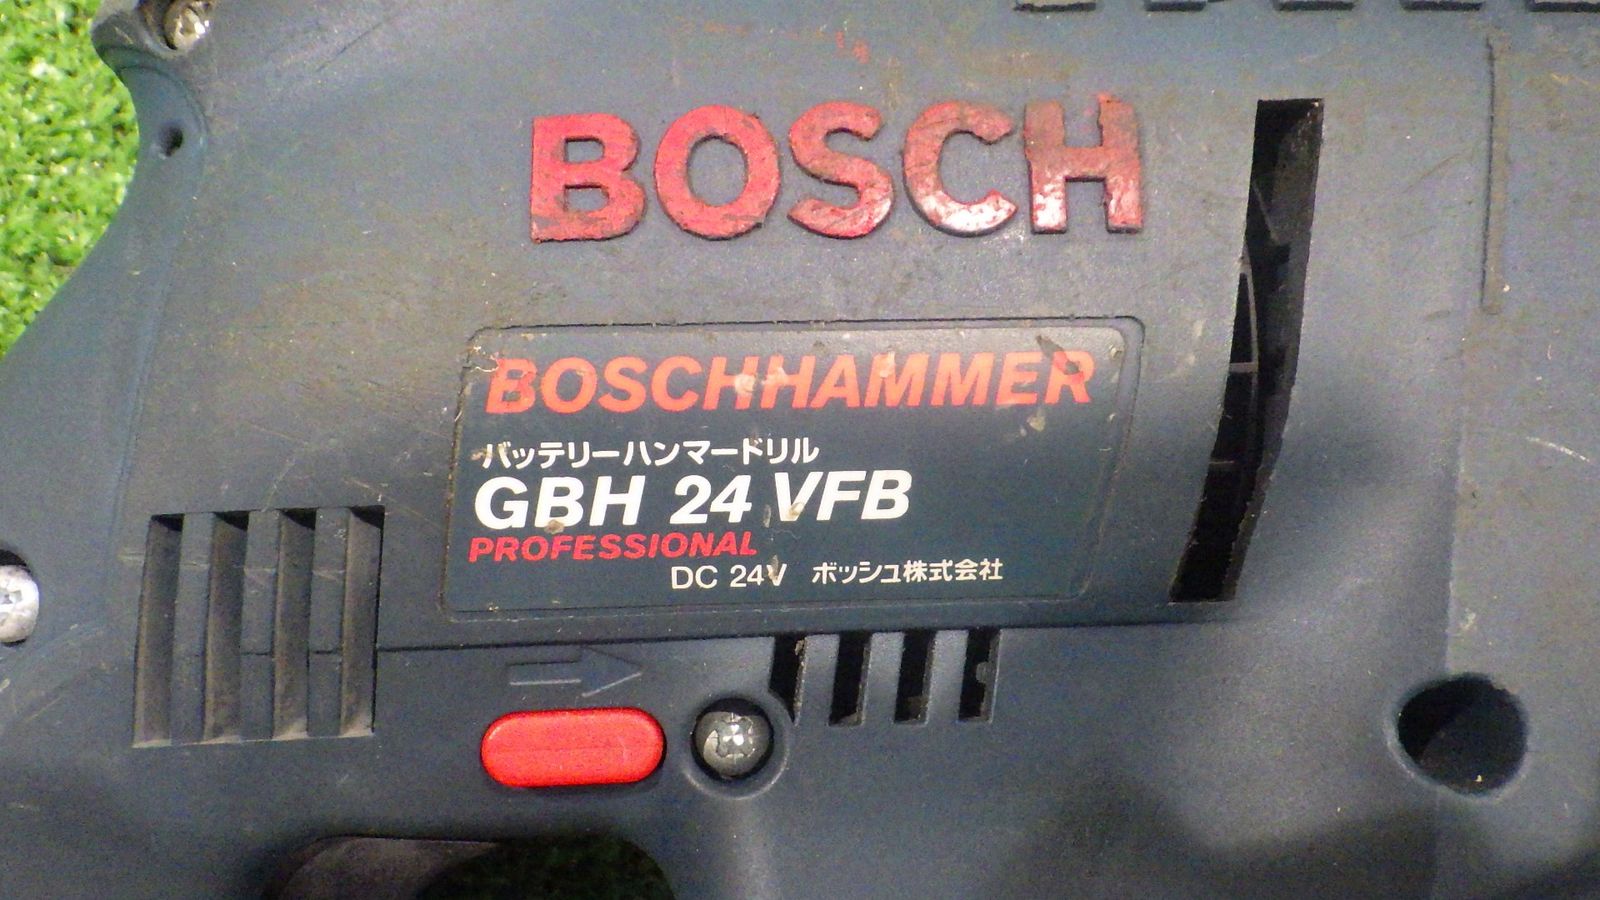 BOSCH
BOSCHHAMMER
バッテリーハンマードリル
GBH 24 VFB
PROFESSIONAL
DC 24V ボッシュ株式会社